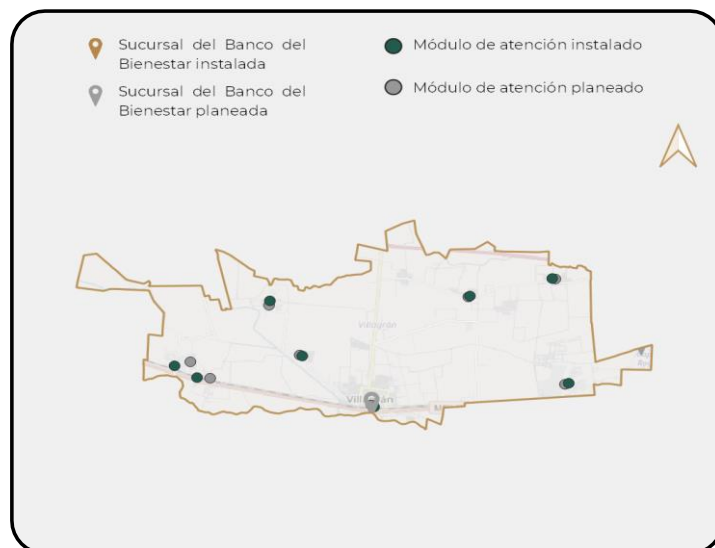 Sucursal del Banco del
Bienestar instalada
Sucursal del Banco del
Bienestar planeada
Módulo de atención instalado
Módulo de atención planeado
Villagrán